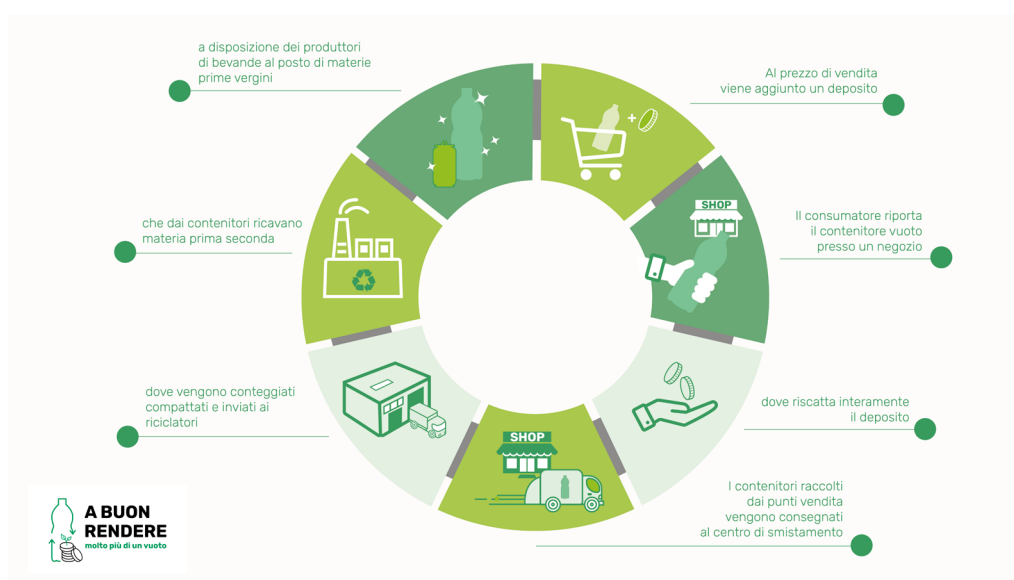 a disposizione dei produttori
di bevande al posto di materie
prime vergini
Al prezzo di vendita
viene aggiunto un deposito
SHOP
Il consumatore riporta
il contenitore vuoto
presso un negozio
che dai contenitori ricavano
materia prima seconda
dove vengono conteggiati
compattati e inviati ai
riciclatori
dove riscatta interamente
il deposito
SHOP
I contenitori raccolti
dai punti vendita
vengono consegnati
al centro di smistamento
A BUON
RENDERE
molto più di un vuoto